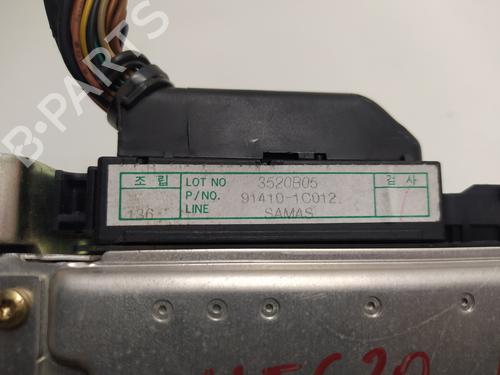 B-PARTS
조 립
LOT NO 3520B05
검 사
P/NO. 91410-1C012
136
LINE SAMAS